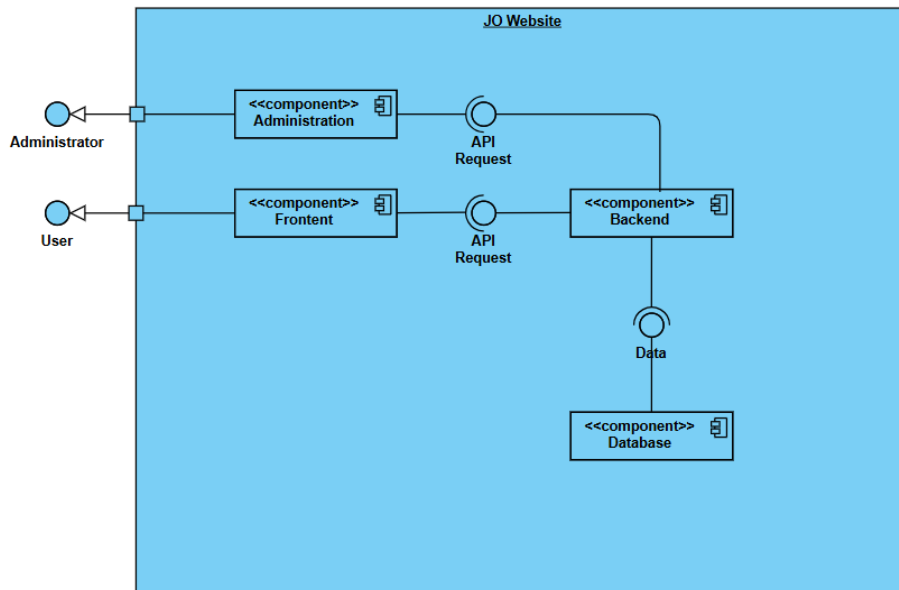 JO Website
<<component>>
Administration
Administrator
API
Request
<<component>>
Frontent
User
API
Request
<<component>>
Backend
Data
<<component>>
Database